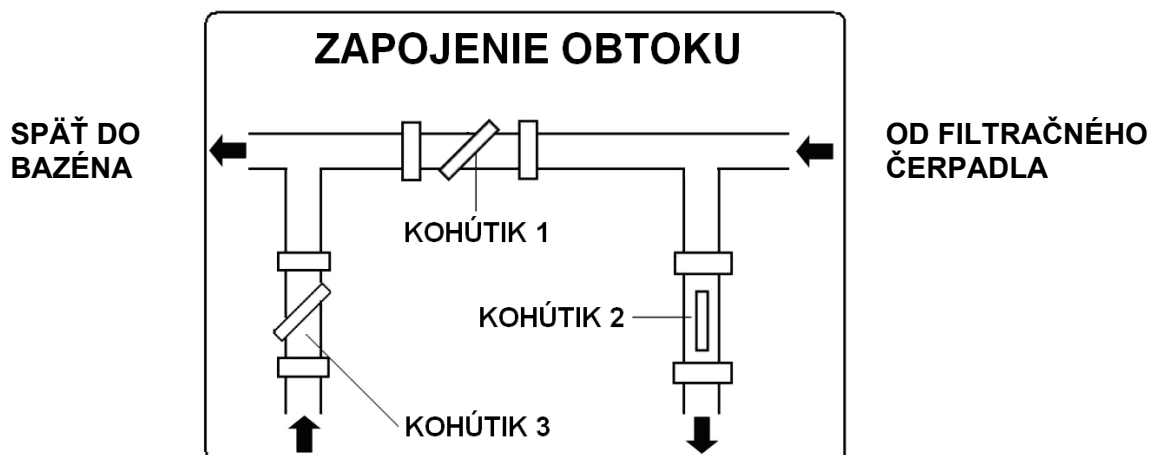 ZAPOJENIE OBTOKU
SPÄŤ DO
BAZÉNA
OD FILTRAČNÉHO
ČERPADLA
KOHÚTIK 1
KOHÚTIK 2
KOHÚTIK 3